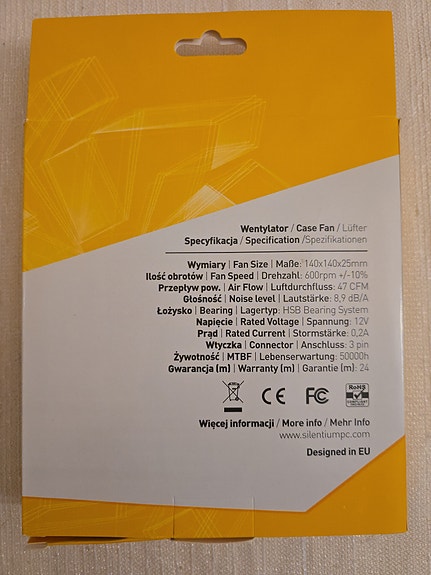 Wentylator / Case Fan / Lüfter
Specyfikacja / Specification /Spezifikationen
Wymiary | Fan Size | Maße: 140x140x25mm
Ilość obrotów | Fan Speed | Drehzahl: 600rpm +/-10%
Przepływ pow. | Air Flow | Luftdurchfluss: 47 CFM
Głośność | Noise level | Lautstärke: 8,9 dB/A
Łożysko | Bearing | Lagertyp: HSB Bearing System
Napięcie | Rated Voltage | Spannung: 12V
Prąd | Rated Current | Stormstärke: 0,2A
Wtyczka | Connector | Anschluss: 3 pin
Żywotność | MTBF | Lebenserwartung: 50000h
Gwarancja (m) | Warranty (m) | Garantie (m): 24
CE FC RoHS
Więcej informacji / More info / Mehr Info
www.silentiumpc.com
Designed in EU